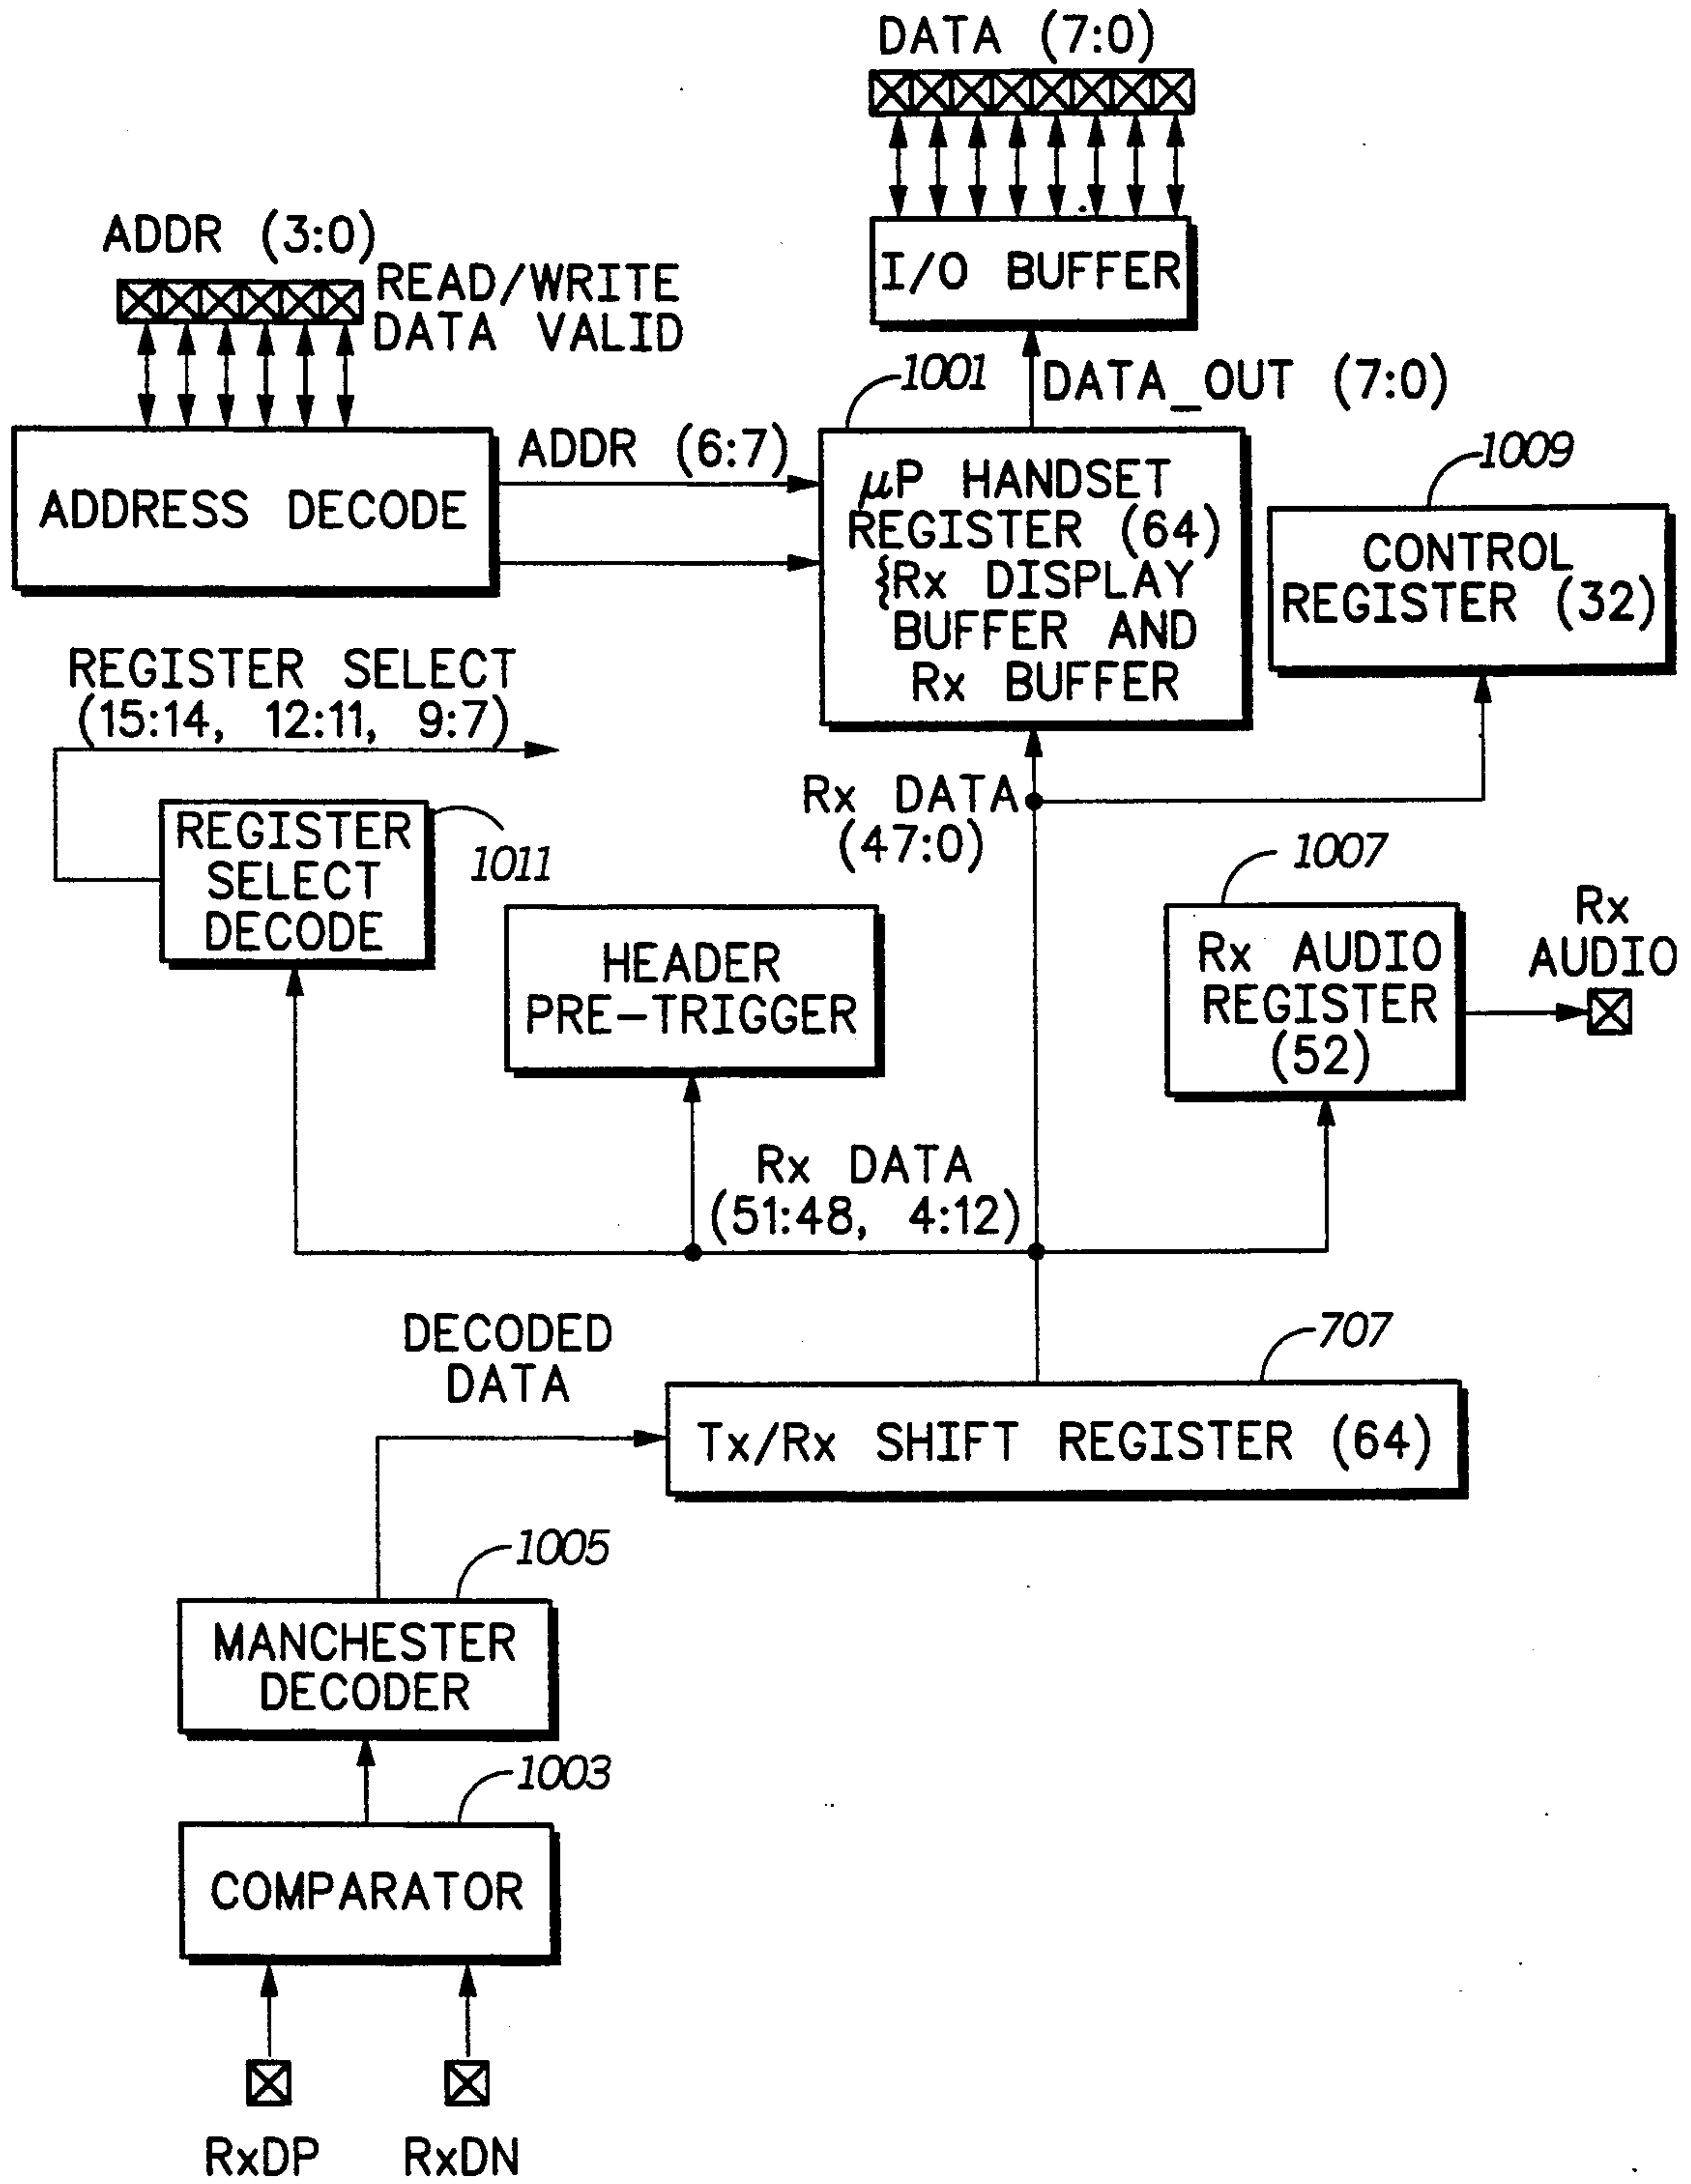 DATA (7:0)
ADDR (3:0)
READ/WRITE
DATA VALID
I/O BUFFER
1001
DATA_OUT (7:0)
ADDRESS DECODE
ADDR (6:7)
μP HANDSET
REGISTER (64)
{Rx DISPLAY
BUFFER AND
Rx BUFFER
1009
CONTROL
REGISTER (32)
REGISTER SELECT
(15:14, 12:11, 9:7)
REGISTER
SELECT
DECODE
1011
Rx DATA
(47:0)
HEADER
PRE-TRIGGER
1007
Rx AUDIO
REGISTER
(52)
Rx
AUDIO
Rx DATA
(51:48, 4:12)
DECODED
DATA
707
Tx/Rx SHIFT REGISTER (64)
1005
MANCHESTER
DECODER
1003
COMPARATOR
RxDP
RxDN